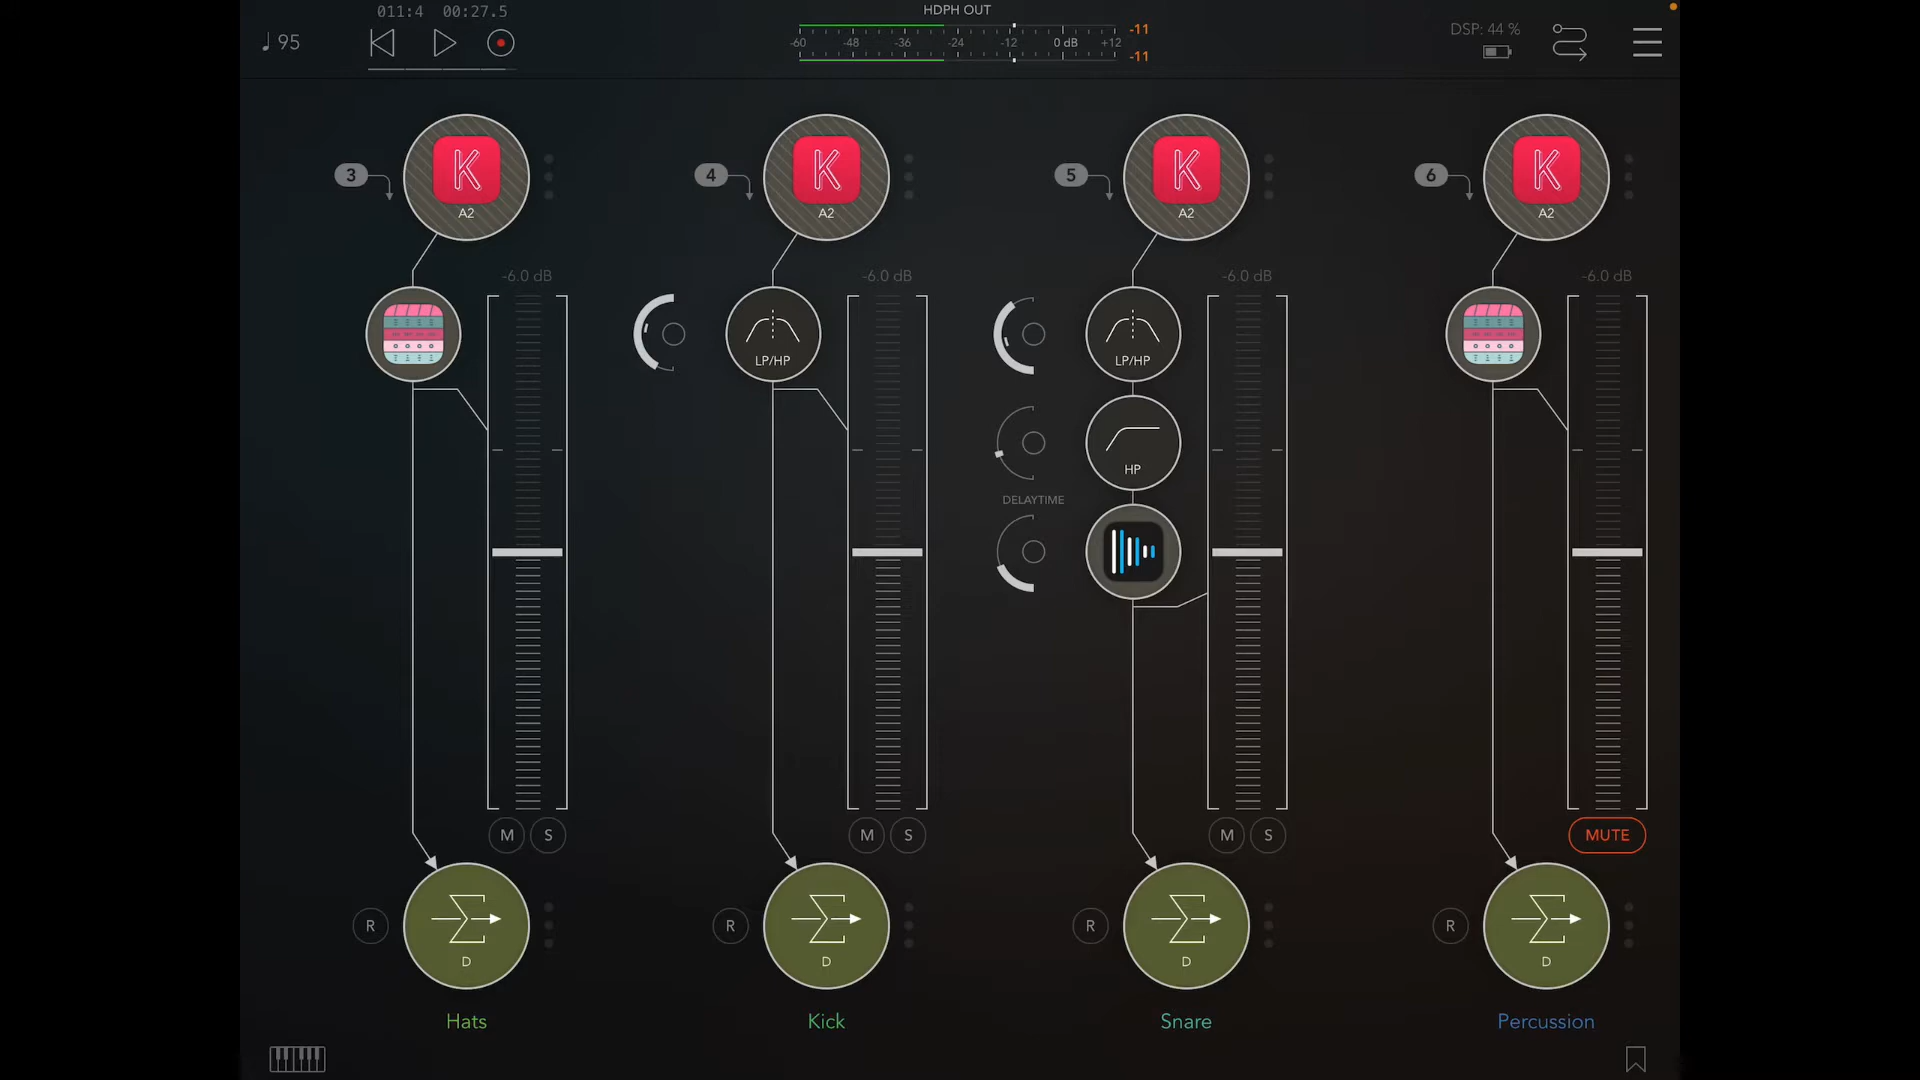 011:4 00:27.5
HDPH OUT
95
-60 -48 -36 -24 -12 0 dB +12
-11
-11
DSP: 44 %
3 K A2
4 K A2
5 K A2
6 K A2
-6.0 dB
-6.0 dB
-6.0 dB
-6.0 dB
LP/HP
LP/HP
HP
DELAYTIME
M S
M S
M S
MUTE
R
R
R
R
D
D
D
D
Hats
Kick
Snare
Percussion